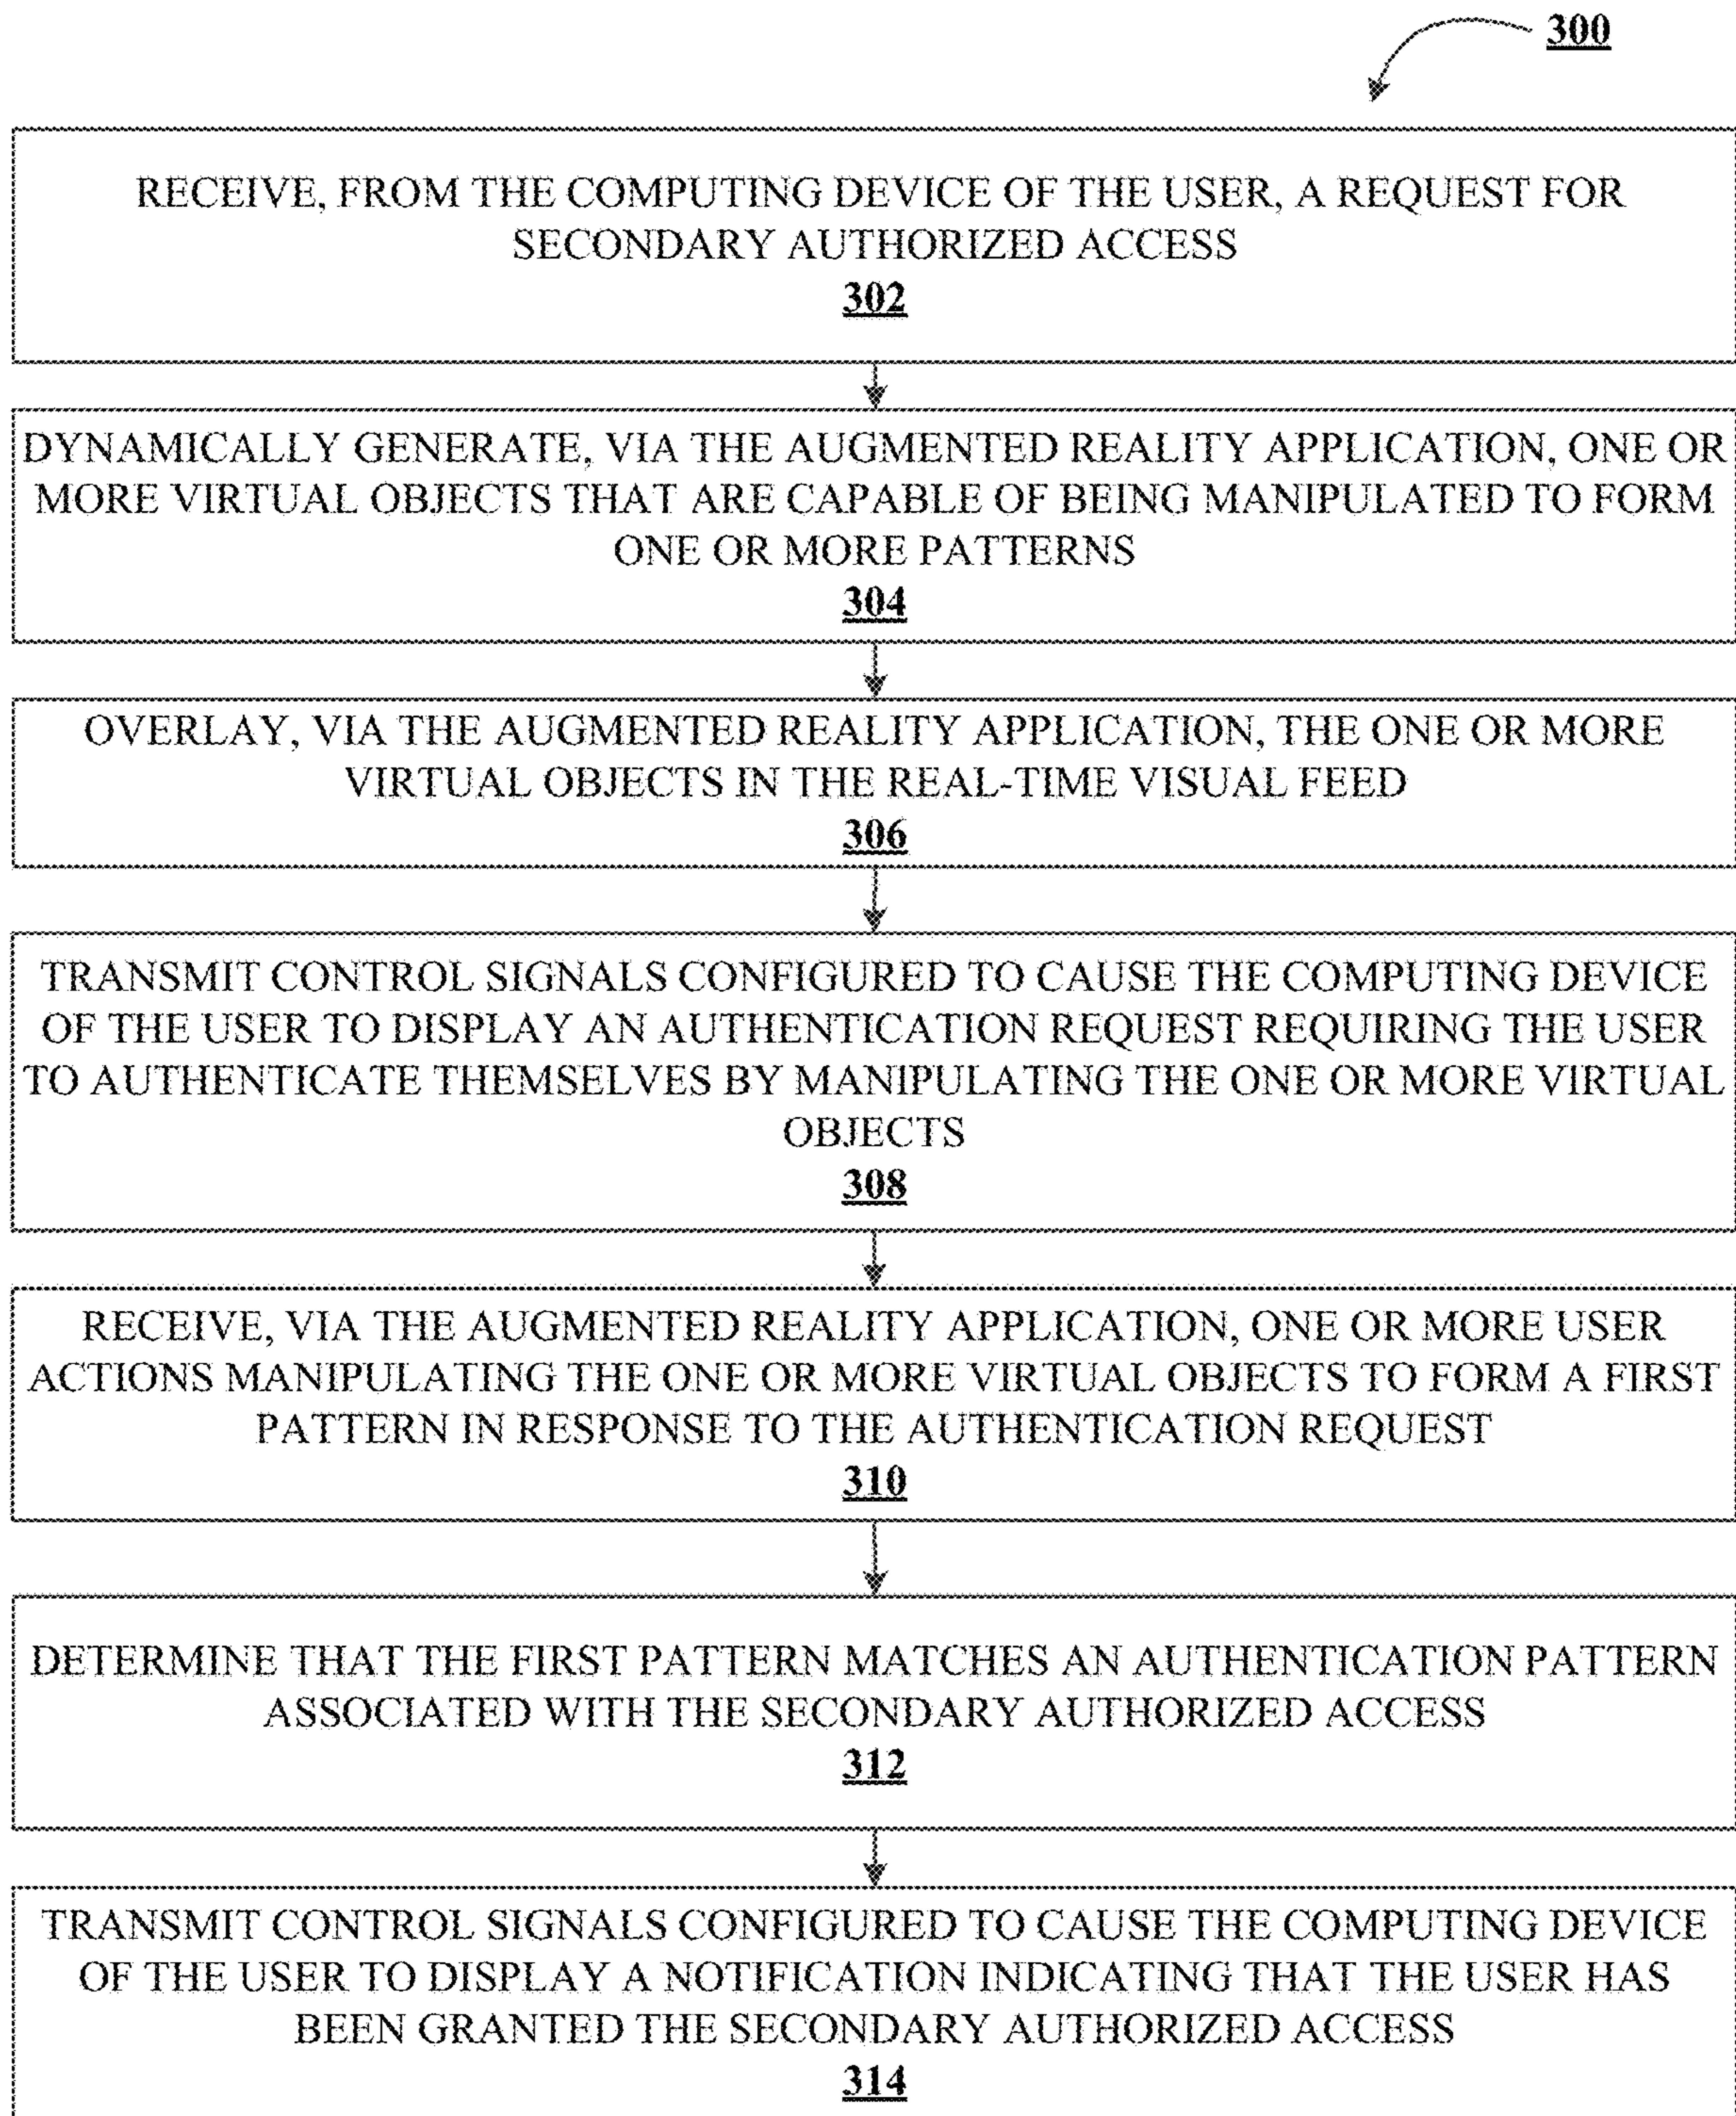 300
RECEIVE, FROM THE COMPUTING DEVICE OF THE USER, A REQUEST FOR
SECONDARY AUTHORIZED ACCESS
302
DYNAMICALLY GENERATE, VIA THE AUGMENTED REALITY APPLICATION, ONE OR
MORE VIRTUAL OBJECTS THAT ARE CAPABLE OF BEING MANIPULATED TO FORM
ONE OR MORE PATTERNS
304
OVERLAY, VIA THE AUGMENTED REALITY APPLICATION, THE ONE OR MORE
VIRTUAL OBJECTS IN THE REAL-TIME VISUAL FEED
306
TRANSMIT CONTROL SIGNALS CONFIGURED TO CAUSE THE COMPUTING DEVICE
OF THE USER TO DISPLAY AN AUTHENTICATION REQUEST REQUIRING THE USER
TO AUTHENTICATE THEMSELVES BY MANIPULATING THE ONE OR MORE VIRTUAL
OBJECTS
308
RECEIVE, VIA THE AUGMENTED REALITY APPLICATION, ONE OR MORE USER
ACTIONS MANIPULATING THE ONE OR MORE VIRTUAL OBJECTS TO FORM A FIRST
PATTERN IN RESPONSE TO THE AUTHENTICATION REQUEST
310
DETERMINE THAT THE FIRST PATTERN MATCHES AN AUTHENTICATION PATTERN
ASSOCIATED WITH THE SECONDARY AUTHORIZED ACCESS
312
TRANSMIT CONTROL SIGNALS CONFIGURED TO CAUSE THE COMPUTING DEVICE
OF THE USER TO DISPLAY A NOTIFICATION INDICATING THAT THE USER HAS
BEEN GRANTED THE SECONDARY AUTHORIZED ACCESS
314